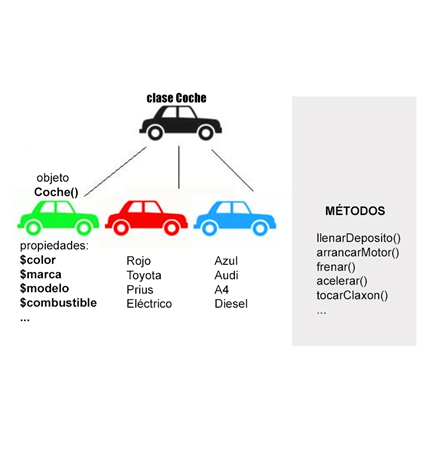 clase Coche
objeto
Coche()
propiedades:
$color
$marca
$modelo
$combustible
...
Rojo
Toyota
Prius
Eléctrico
Azul
Audi
A4
Diesel
MÉTODOS
llenarDeposito()
arrancarMotor()
frenar()
acelerar()
tocarClaxon()
...